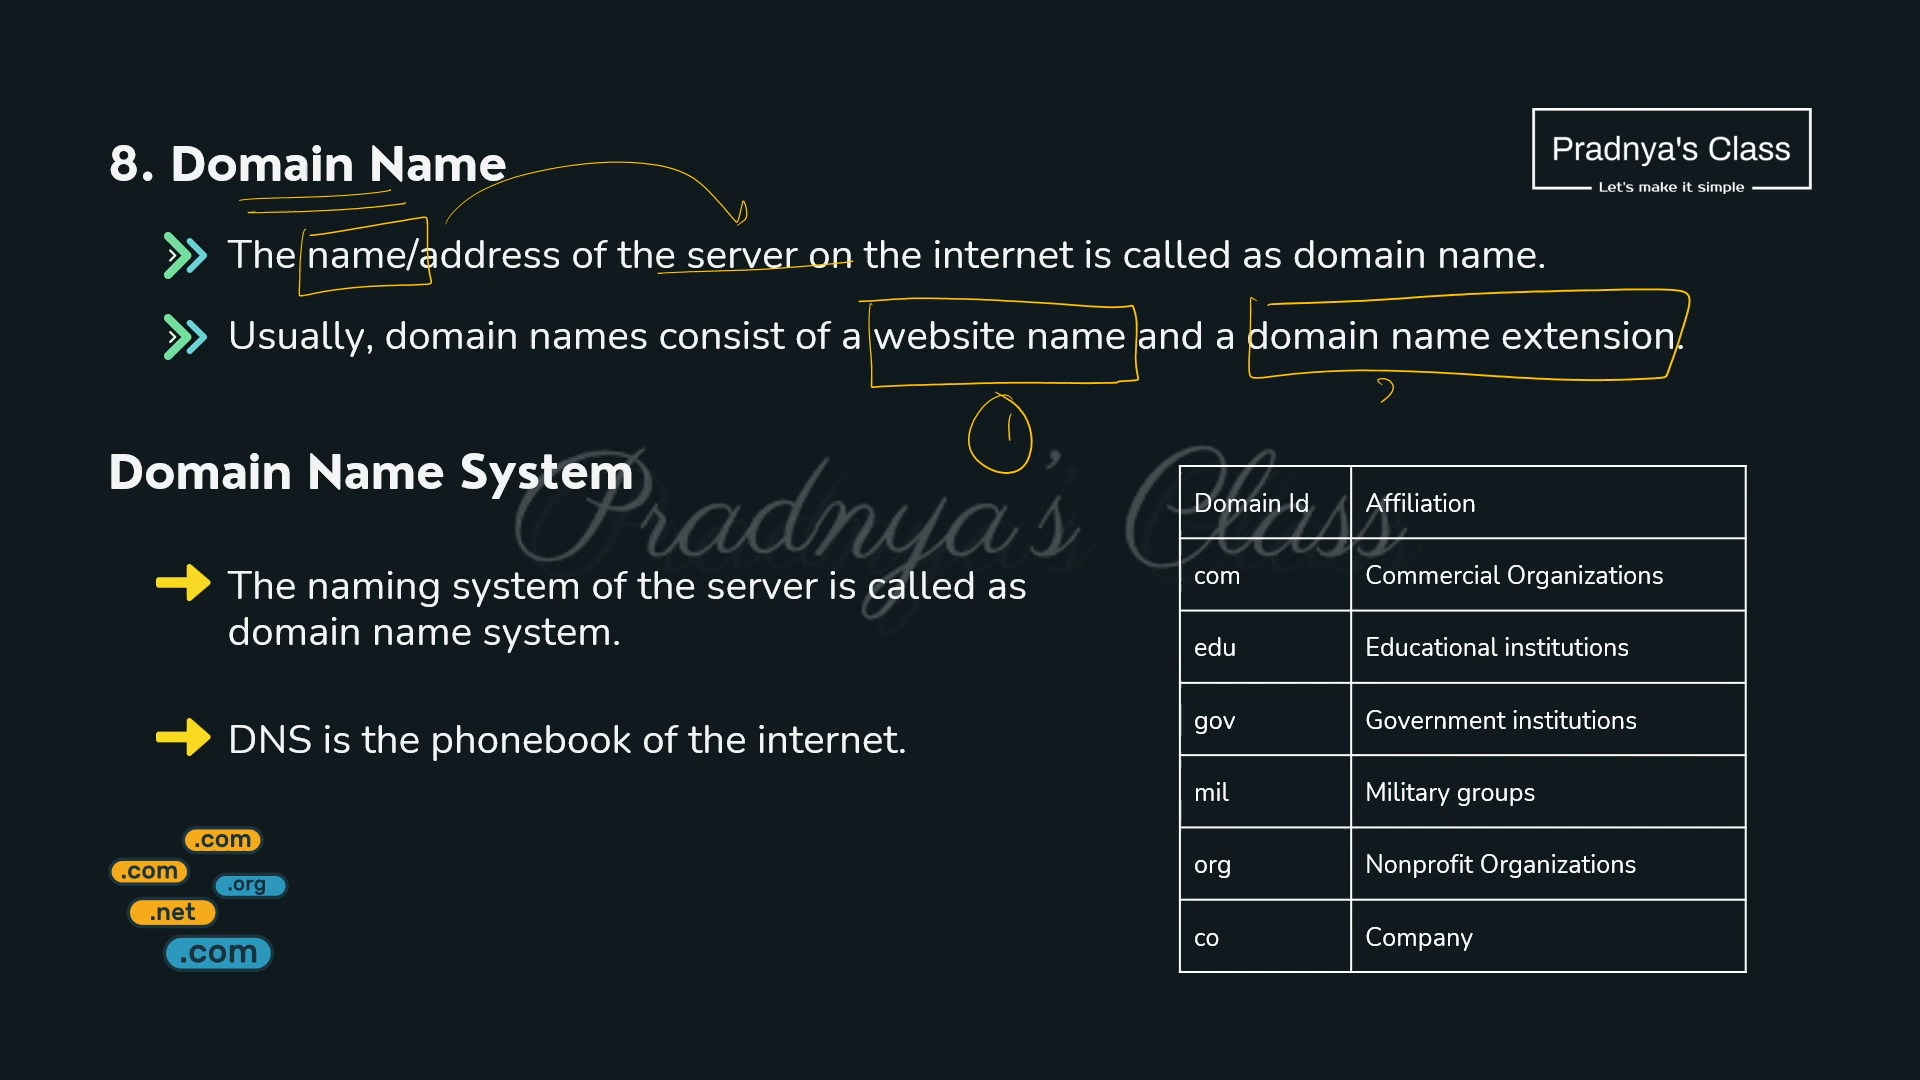 8. Domain Name
Pradnya's Class
Let's make it simple
The name/address of the server on the internet is called as domain name.
Usually, domain names consist of a website name and a domain name extension.
1
Domain Name System
Pradnya's Class
The naming system of the server is called as
domain name system.
DNS is the phonebook of the internet.
Domain Id Affiliation
com Commercial Organizations
edu Educational institutions
gov Government institutions
mil Military groups
org Nonprofit Organizations
co Company
.com
.com
.org
.net
.com